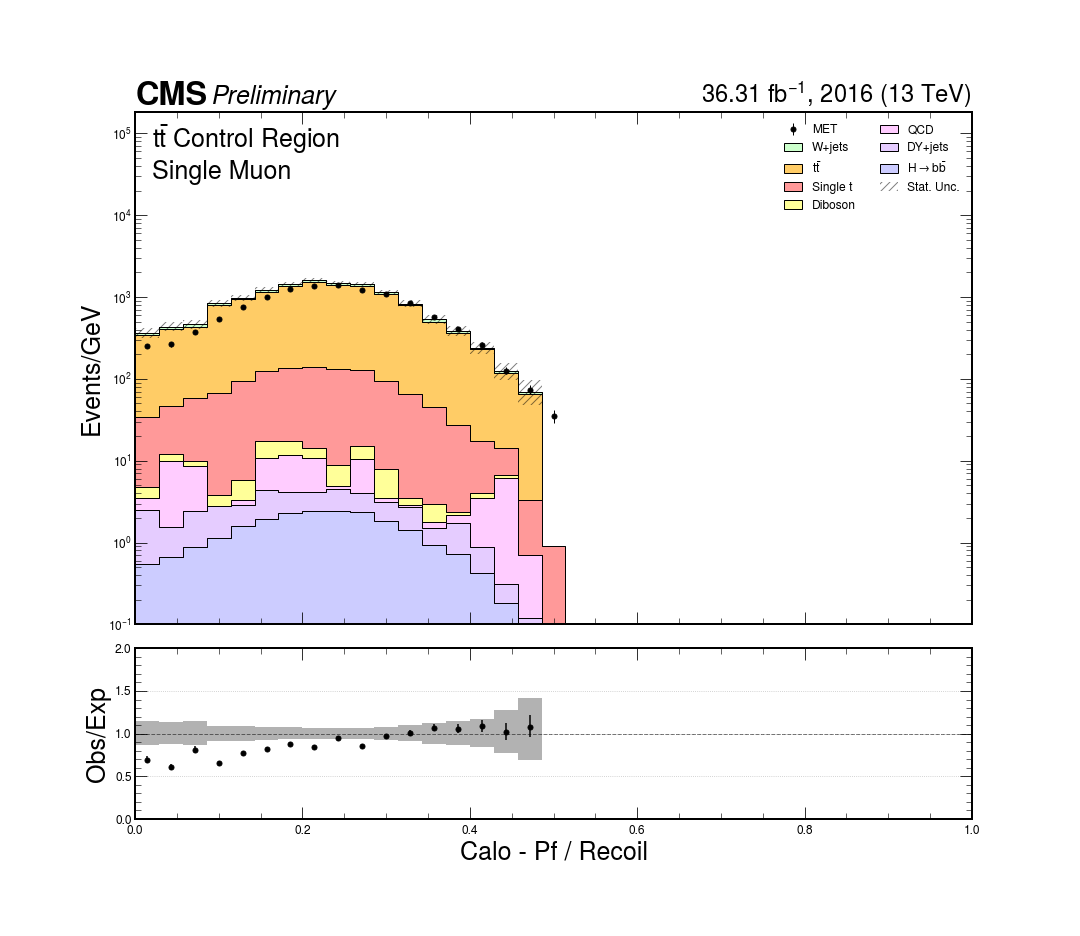 CMS Preliminary
36.31 fb⁻¹, 2016 (13 TeV)
tt̄ Control Region
Single Muon
MET
W+jets
tt̄
Single t
Diboson
QCD
DY+jets
H→bb̄
Stat. Unc.
Events/GeV
10⁵
10⁴
10³
10²
10¹
10⁰
10⁻¹
Obs/Exp
2.0
1.5
1.0
0.5
0.0
0.0 0.2 0.4 0.6 0.8 1.0
Calo - Pf / Recoil